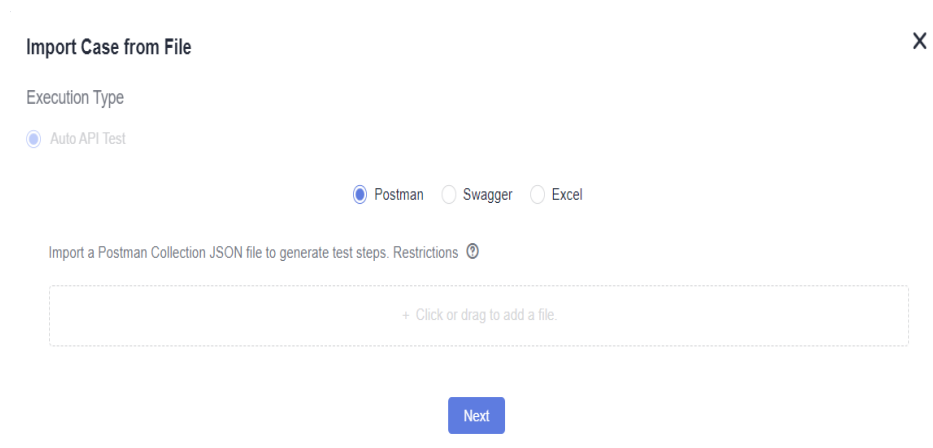 Import Case from File
X
Execution Type
Auto API Test
Postman Swagger Excel
Import a Postman Collection JSON file to generate test steps. Restrictions ?
+ Click or drag to add a file.
Next